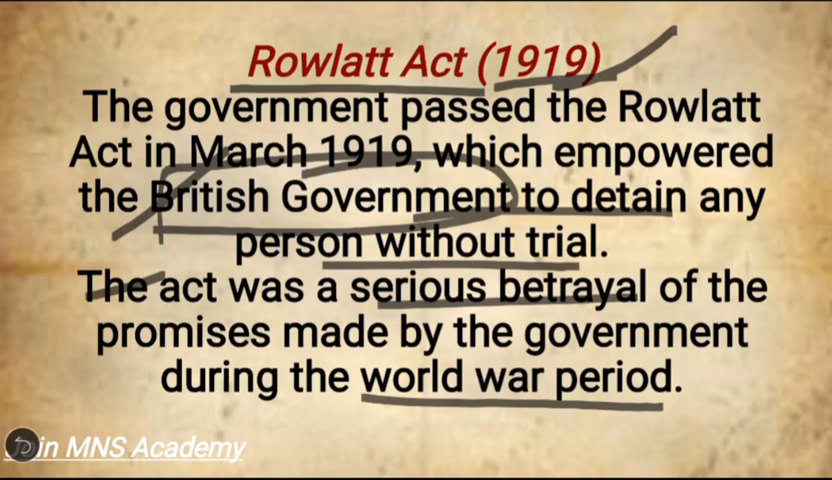 Rowlatt Act (1919)
The government passed the Rowlatt
Act in March 1919, which empowered
the British Government to detain any
person without trial.
The act was a serious betrayal of the
promises made by the government
during the world war period.
in MNS Academy